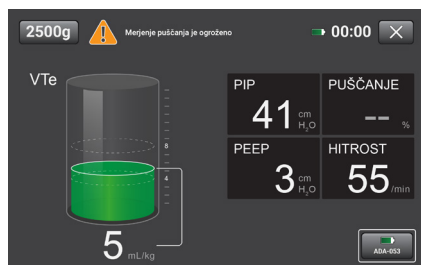 2500g
Merjenje puščanja je ogroženo
00:00
VTe
8
4
5 mL/kg
PIP
41 cm H₂O
PUŠČANJE
-- %
PEEP
3 cm H₂O
HITROST
55 /min
ADA-053